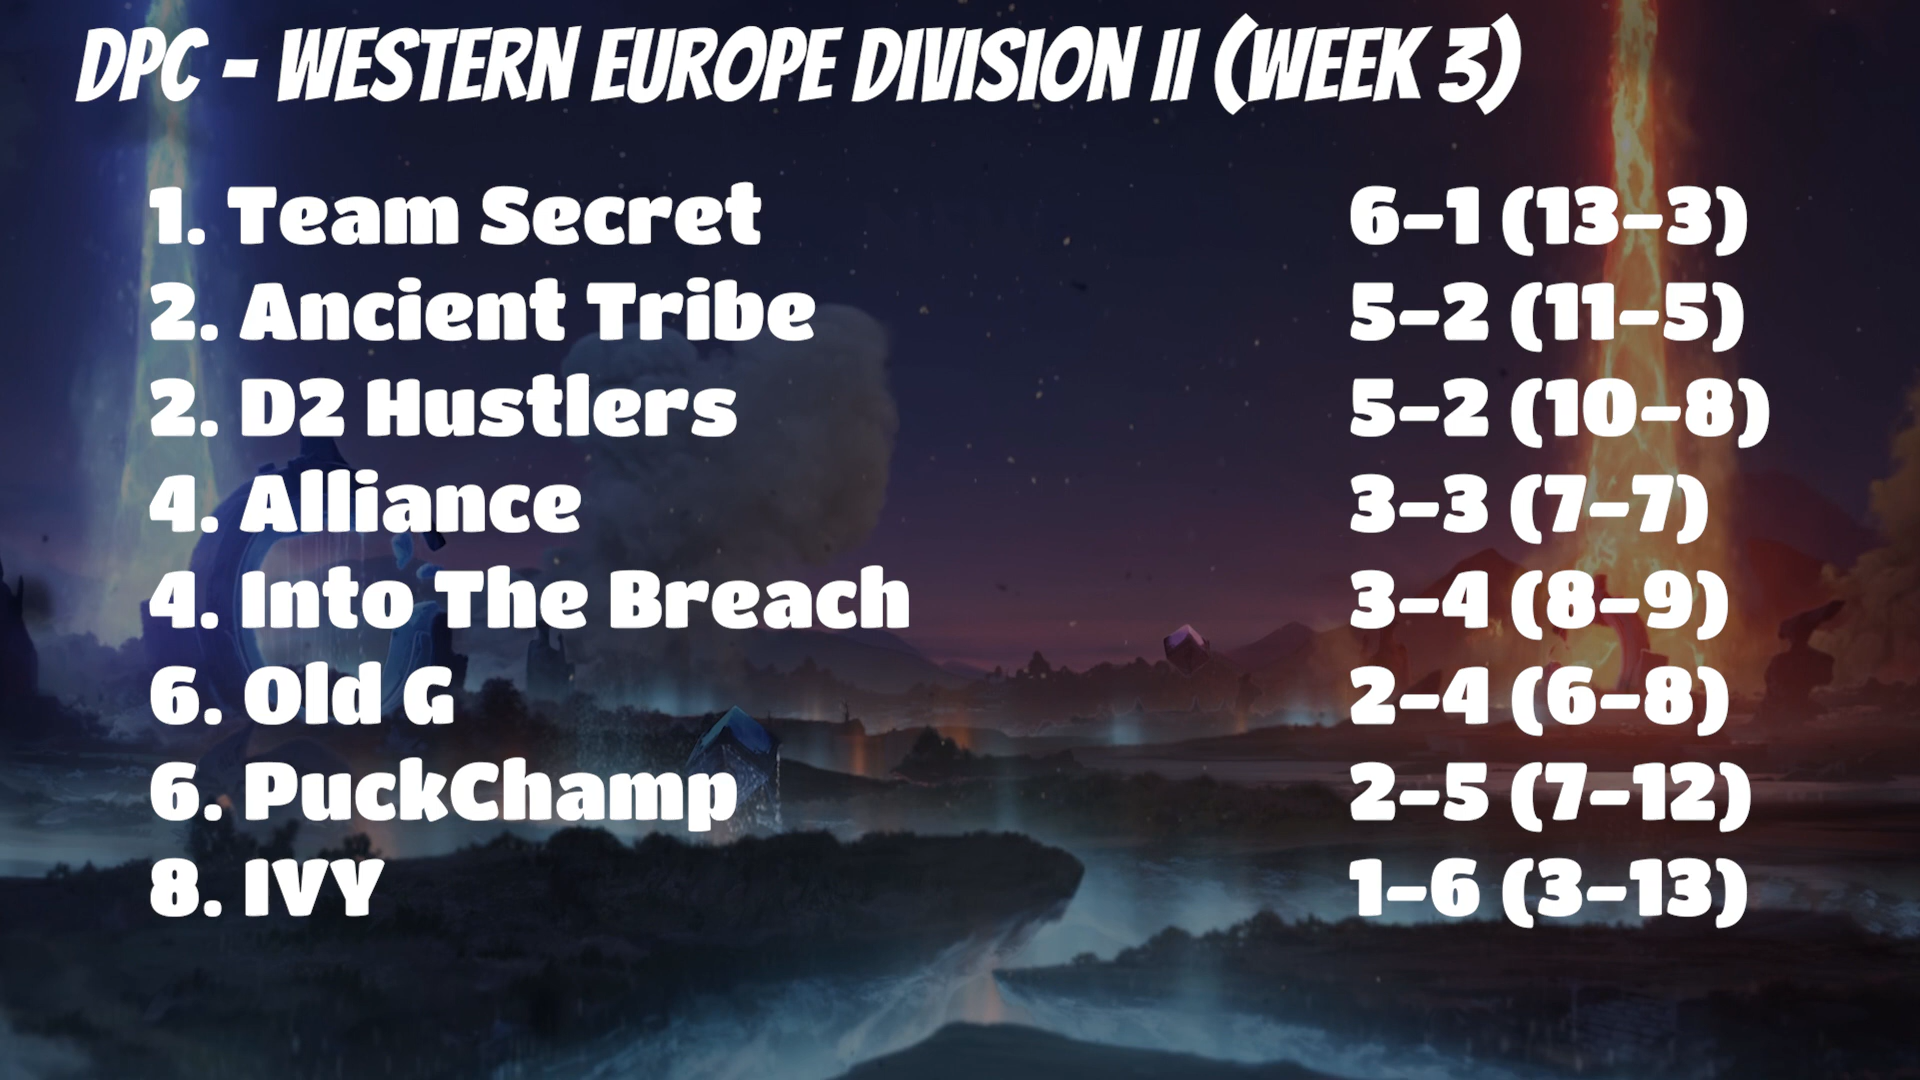 DPC - WESTERN EUROPE DIVISION II (WEEK 3)
1. Team Secret 6-1 (13-3)
2. Ancient Tribe 5-2 (11-5)
2. D2 Hustlers 5-2 (10-8)
4. Alliance 3-3 (7-7)
4. Into The Breach 3-4 (8-9)
6. Old G 2-4 (6-8)
6. PuckChamp 2-5 (7-12)
8. IVY 1-6 (3-13)